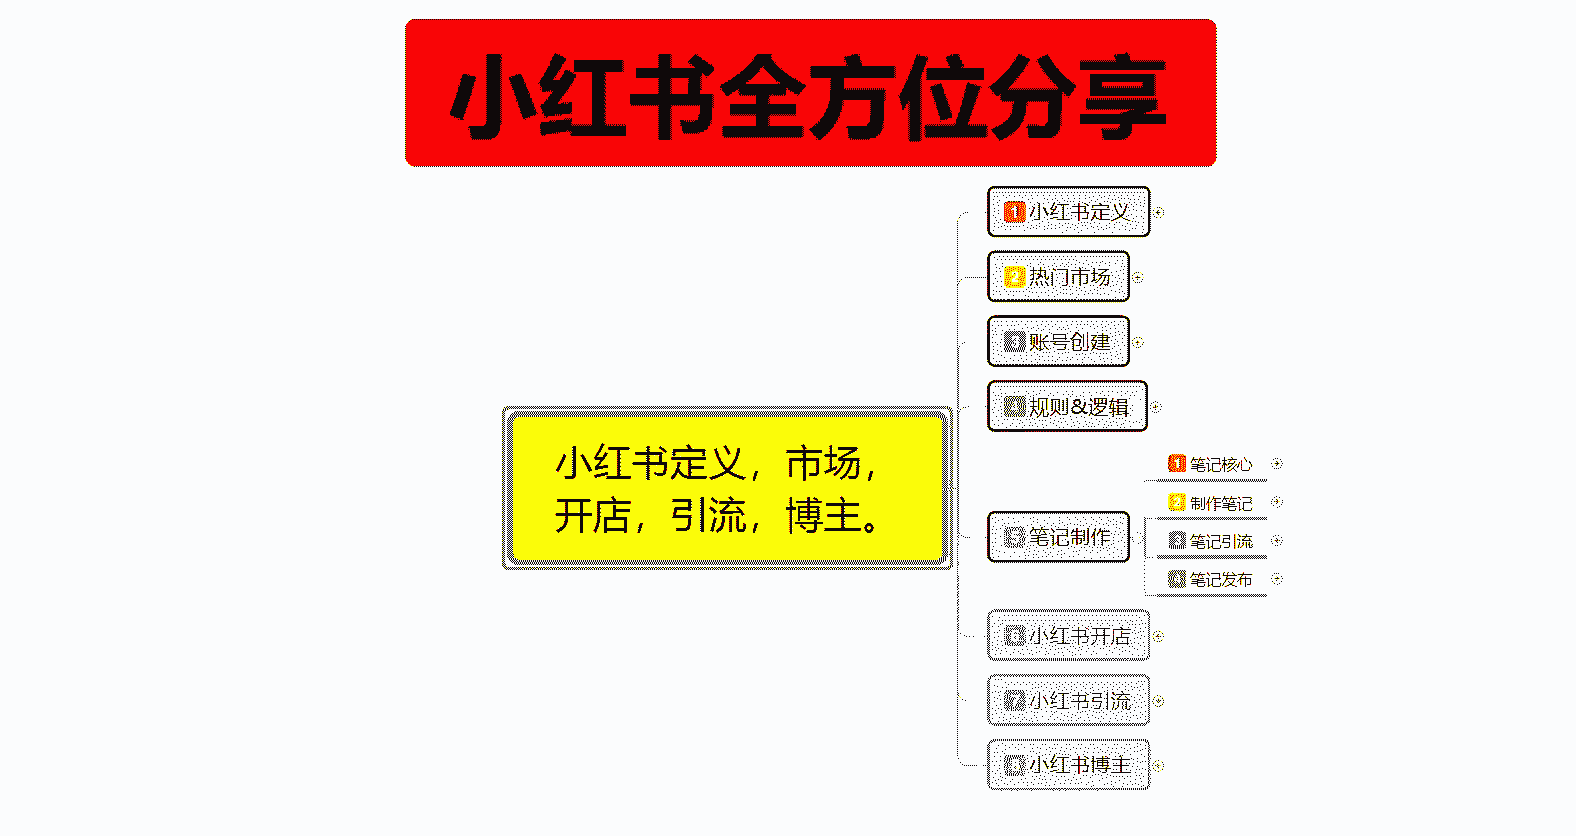 小红书全方位分享
1 小红书定义
2 热门市场
3 账号创建
4 规则&逻辑
小红书定义，市场，
开店，引流，博主。
5 笔记制作
1 笔记核心
2 制作笔记
3 笔记引流
4 笔记发布
6 小红书开店
7 小红书引流
8 小红书博主